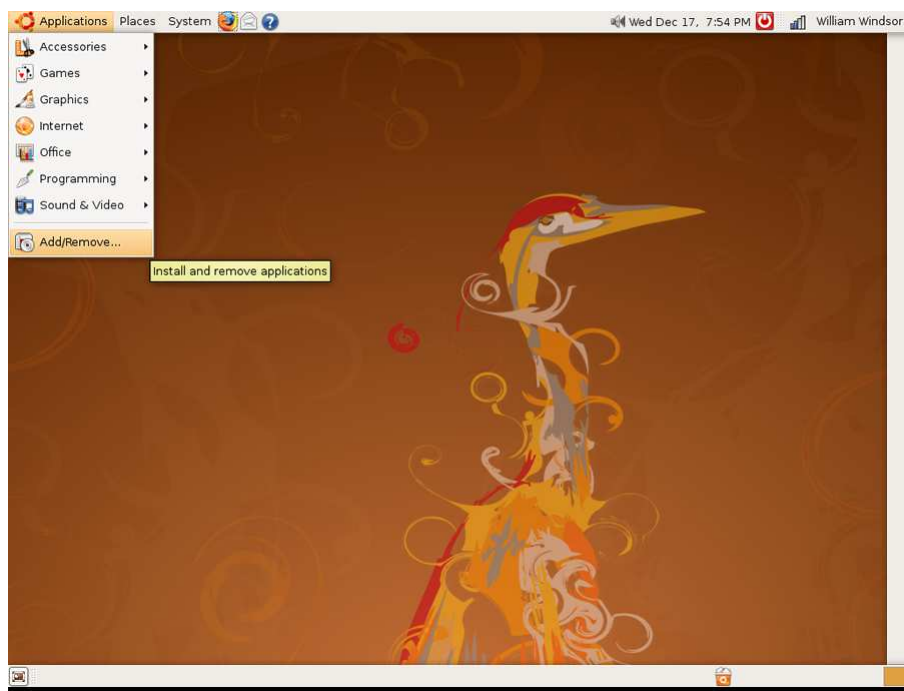 Applications Places System Wed Dec 17, 7:54 PM William Windsor
Accessories
Games
Graphics
Internet
Office
Programming
Sound & Video
Add/Remove...
Install and remove applications